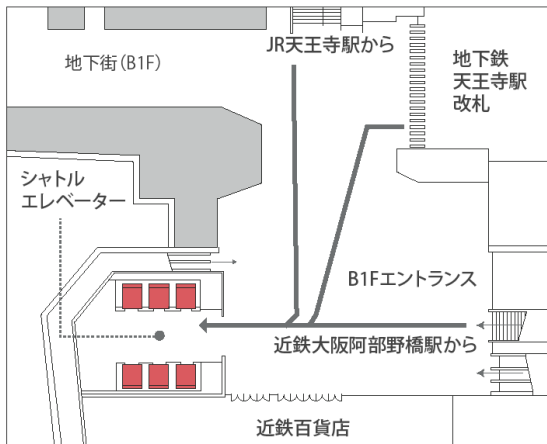 JR天王寺駅から
地下街(B1F)
地下鉄
天王寺駅
改札
シャトル
エレベーター
B1Fエントランス
近鉄大阪阿部野橋駅から
近鉄百貨店